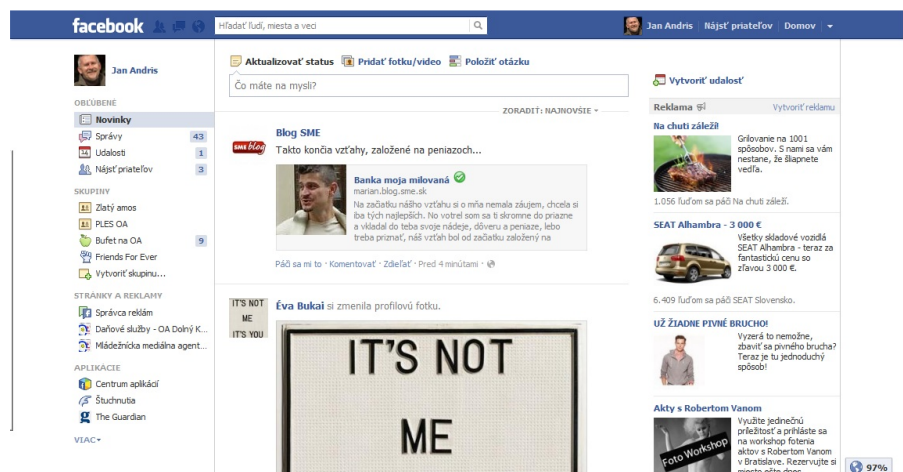 facebook
Hľadať ľudí, miesta a veci
Jan Andris
Nájsť priateľov
Domov
Jan Andris
OBĽÚBENÉ
Novinky
Správy 43
Udalosti 1
Nájsť priateľov 3
SKUPINY
Zlatý amos
PLES OA
Bufet na OA 9
Friends For Ever
Vytvoriť skupinu...
STRÁNKY A REKLAMY
Správca reklám
Daňové služby - OA Dolný K...
Mládežnícka mediálna agent...
APLIKÁCIE
Centrum aplikácií
Štuchnutia
The Guardian
VIAC
Aktualizovať status Pridať fotku/video Položiť otázku
Čo máte na mysli?
ZORADIŤ: NAJNOVŠIE
SME blog
Blog SME
Takto končia vzťahy, založené na peniazoch...
Banka moja milovaná
marian.blog.sme.sk
Na začiatku nášho vzťahu si o mňa nemala záujem, chcela si
iba tých najlepších. No votrel som sa ti skromne do priazne
a vkladal do teba svoje nádeje, dôveru a peniaze, lebo
treba priznať, náš vzťah bol od začiatku založený na
Páči sa mi to · Komentovať · Zdieľať · Pred 4 minútami ·
IT'S NOT
ME
IT'S YOU
Éva Bukai si zmenila profilovú fotku.
IT'S NOT
ME
Vytvoriť udalosť
Reklama Vytvoriť reklamu
Na chuti záleží!
Grilovanie na 1001
spôsobov. S nami sa vám
nestane, že šliapnete
vedľa.
1.056 ľuďom sa páči Na chuti záleží.
SEAT Alhambra - 3 000 €
Všetky skladové vozidlá
SEAT Alhambra - teraz za
fantastickú cenu so
zľavou 3 000 €.
6.409 ľuďom sa páči SEAT Slovensko.
UŽ ŽIADNE PIVNÉ BRUCHO!
Vyzerá to nemožne,
zbaviť sa pivného brucha?
Teraz je tu jednoduchý
spôsob!
Akty s Robertom Vanom
Foto Workshop
Využite jedinečnú
príležitosť a prihláste sa
na workshop fotenia
aktov s Robertom Vanom
v Bratislave. Rezervujte si
miesto ešte dnes
97%